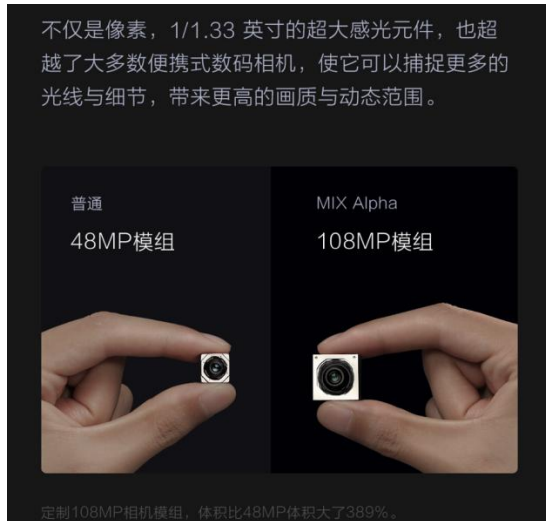 不仅是像素，1/1.33 英寸的超大感光元件，也超
越了大多数便携式数码相机，使它可以捕捉更多的
光线与细节，带来更高的画质与动态范围。
普通
48MP模组
MIX Alpha
108MP模组
定制108MP相机模组，体积比48MP体积大了389%。